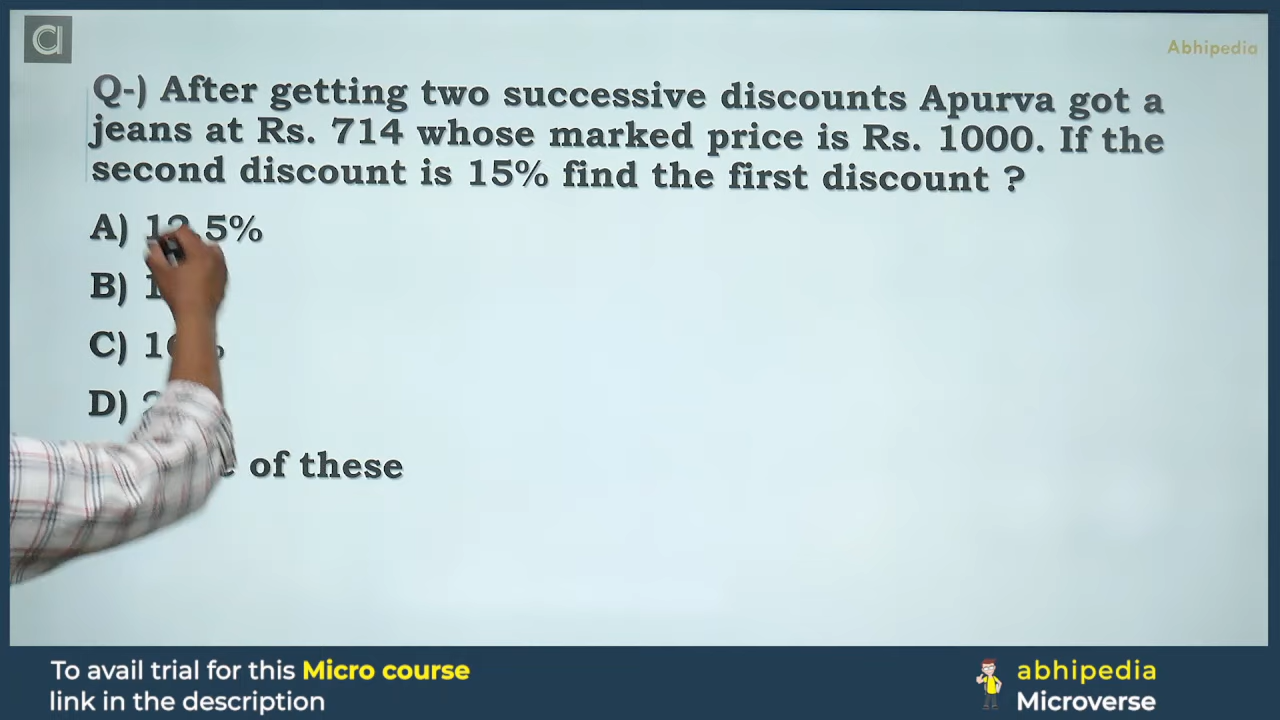 Abhipedia
Q-) After getting two successive discounts Apurva got a
jeans at Rs. 714 whose marked price is Rs. 1000. If the
second discount is 15% find the first discount ?
A) 12.5%
B)
C)
D)
of these
To avail trial for this Micro course
link in the description
abhipedia
Microverse